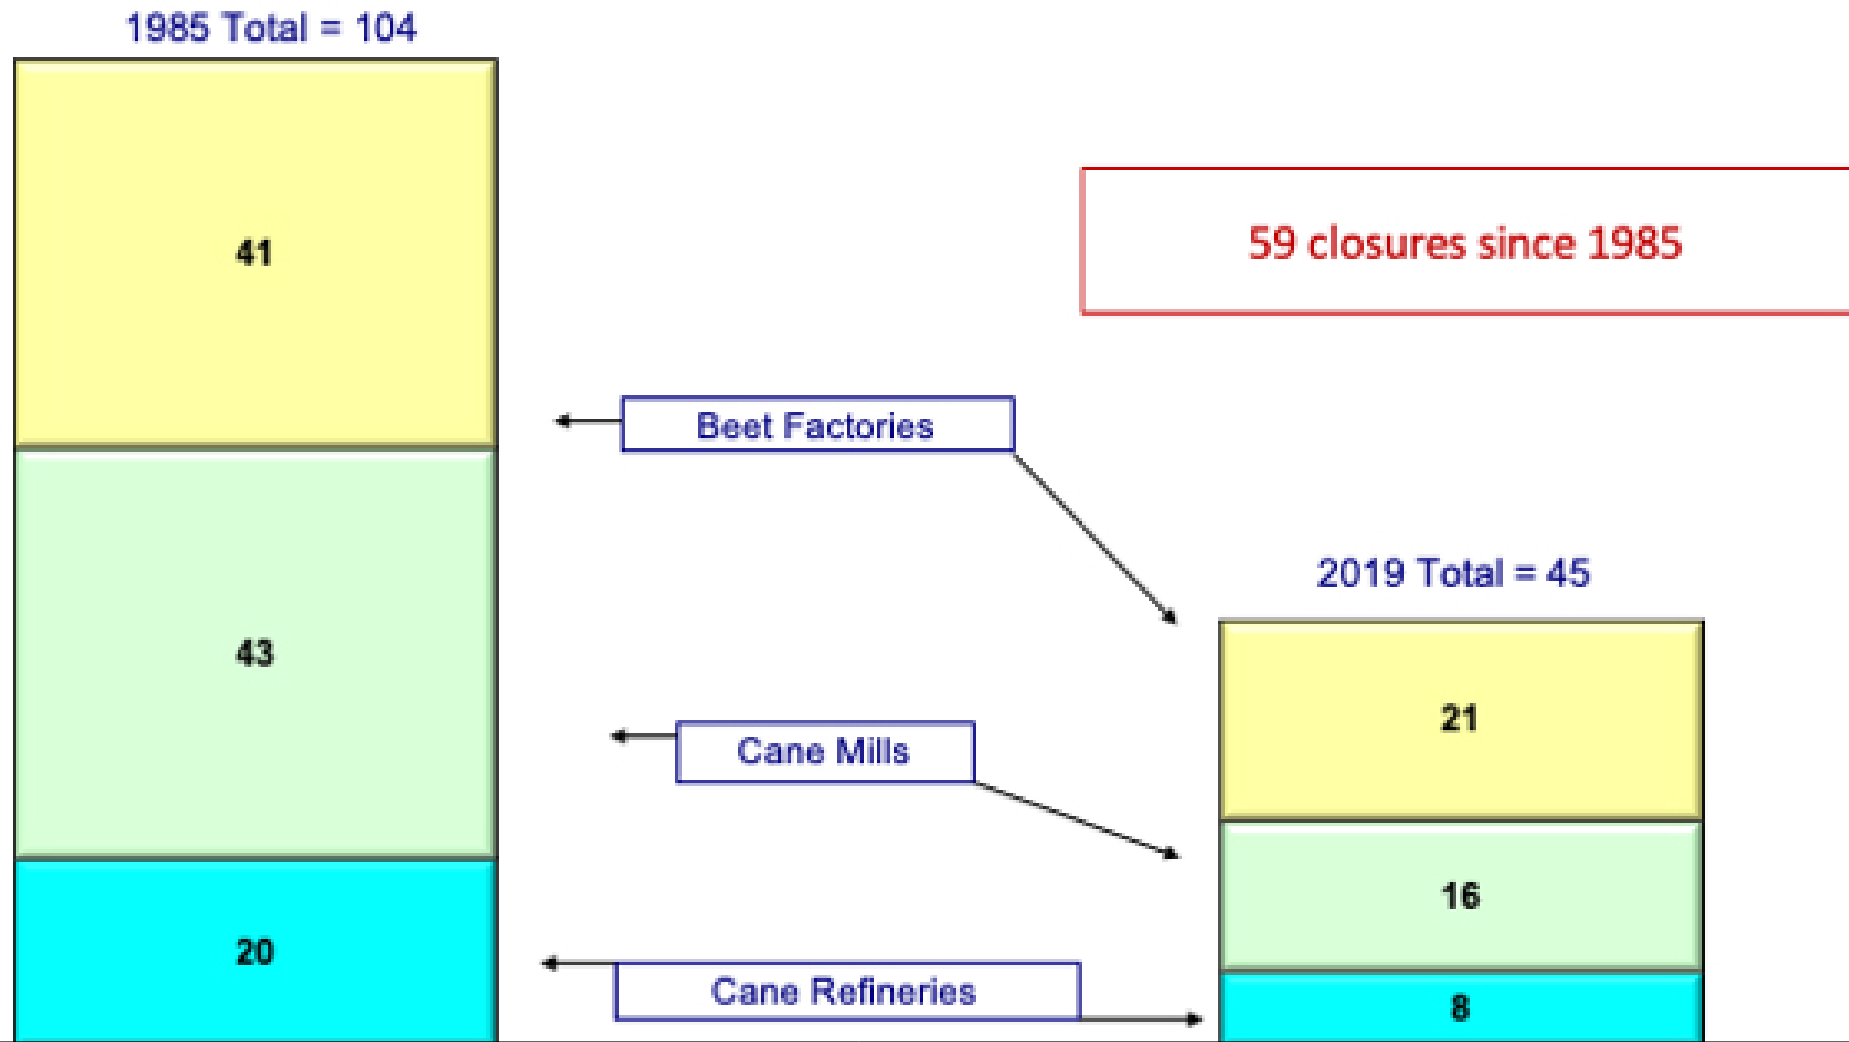 1985 Total = 104
41
59 closures since 1985
Beet Factories
2019 Total = 45
43
21
Cane Mills
16
20
Cane Refineries
8